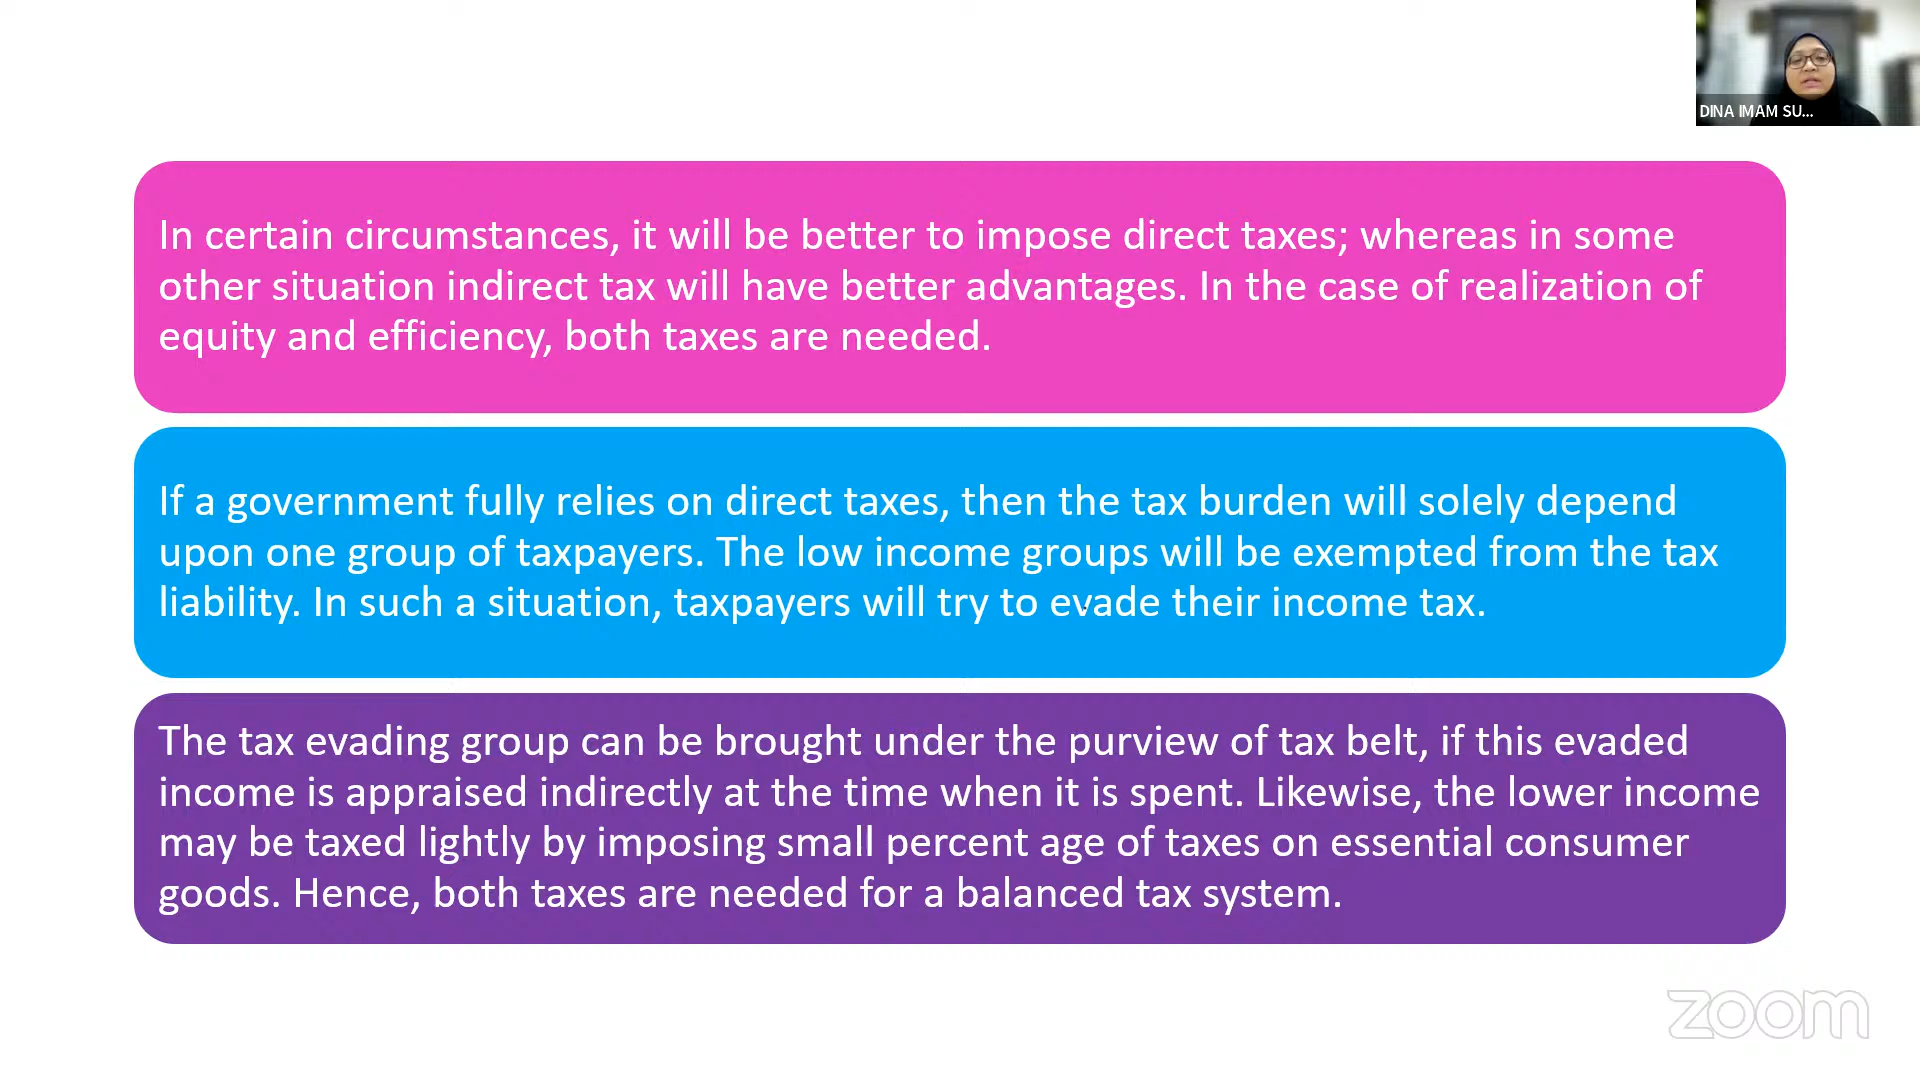 DINA IMAM SU...
In certain circumstances, it will be better to impose direct taxes; whereas in some
other situation indirect tax will have better advantages. In the case of realization of
equity and efficiency, both taxes are needed.
If a government fully relies on direct taxes, then the tax burden will solely depend
upon one group of taxpayers. The low income groups will be exempted from the tax
liability. In such a situation, taxpayers will try to evade their income tax.
The tax evading group can be brought under the purview of tax belt, if this evaded
income is appraised indirectly at the time when it is spent. Likewise, the lower income
may be taxed lightly by imposing small percent age of taxes on essential consumer
goods. Hence, both taxes are needed for a balanced tax system.
zoom